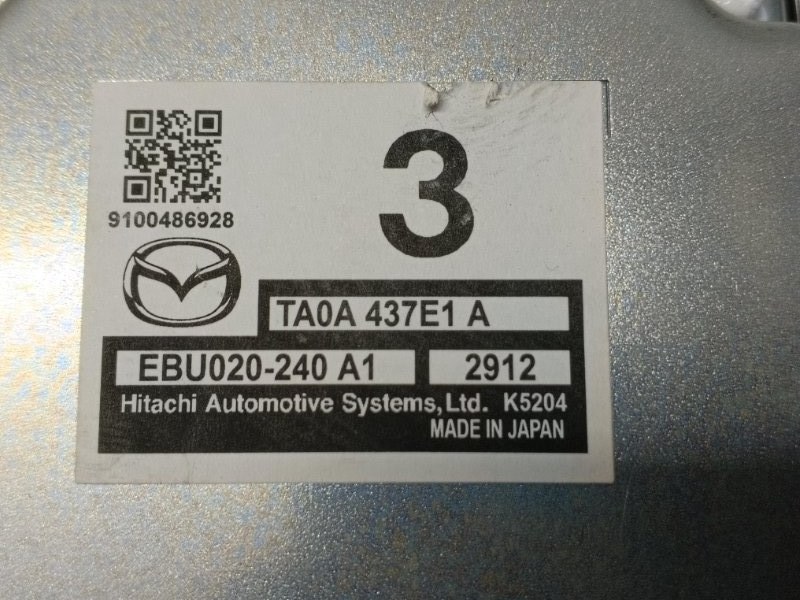 3
9100486928
TA0A 437E1 A
EBU020-240 A1 2912
Hitachi Automotive Systems,Ltd. K5204
MADE IN JAPAN